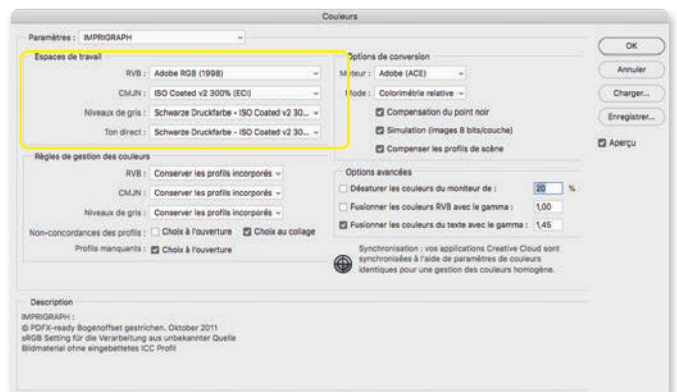 Couleurs
Paramètres : IMPRIGRAPH
Espaces de travail
RVB : Adobe RGB (1998)
CMJN : ISO Coated v2 300% (ECI)
Niveaux de gris : Schwarze Druckfarbe - ISO Coated v2 30...
Ton direct : Schwarze Druckfarbe - ISO Coated v2 30...
Règles de gestion des couleurs
RVB : Conserver les profils incorporés
CMJN : Conserver les profils incorporés
Niveaux de gris : Conserver les profils incorporés
Non-concordances des profils : Choix à l'ouverture Choix au collage
Profils manquants : Choix à l'ouverture
Options de conversion
Moteur : Adobe (ACE)
Mode : Colorimétrie relative
Compensation du point noir
Simulation (images 8 bits/couche)
Compenser les profils de scène
Options avancées
Désaturer les couleurs du moniteur de : 20 %
Fusionner les couleurs RVB avec le gamma : 1,00
Fusionner les couleurs du texte avec le gamma : 1,45
Synchronisation : vos applications Creative Cloud sont
synchronisées à l'aide de paramètres de couleurs
identiques pour une gestion des couleurs homogène.
OK
Annuler
Charger...
Enregistrer...
Aperçu
Description
IMPRIGRAPH :
© PDFX-ready Bogenoffset gestrichen. Oktober 2011
sRGB Setting für die Verarbeitung aus unbekannter Quelle
Bildmaterial ohne eingebettetes ICC Profil